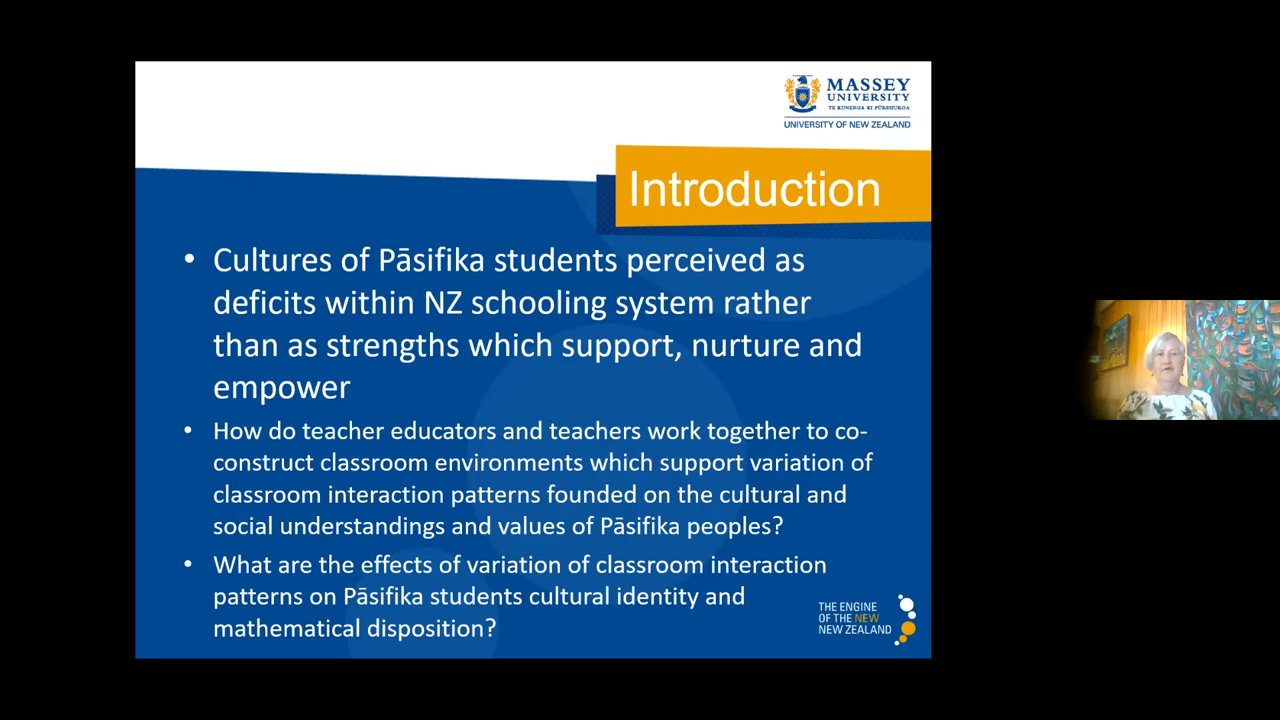 MASSEY
UNIVERSITY
TE KUNENGA KI PŪREHUROA
UNIVERSITY OF NEW ZEALAND
Introduction
• Cultures of Pāsifika students perceived as
deficits within NZ schooling system rather
than as strengths which support, nurture and
empower
• How do teacher educators and teachers work together to co-
construct classroom environments which support variation of
classroom interaction patterns founded on the cultural and
social understandings and values of Pāsifika peoples?
• What are the effects of variation of classroom interaction
patterns on Pāsifika students cultural identity and
mathematical disposition?
THE ENGINE
OF THE NEW
NEW ZEALAND